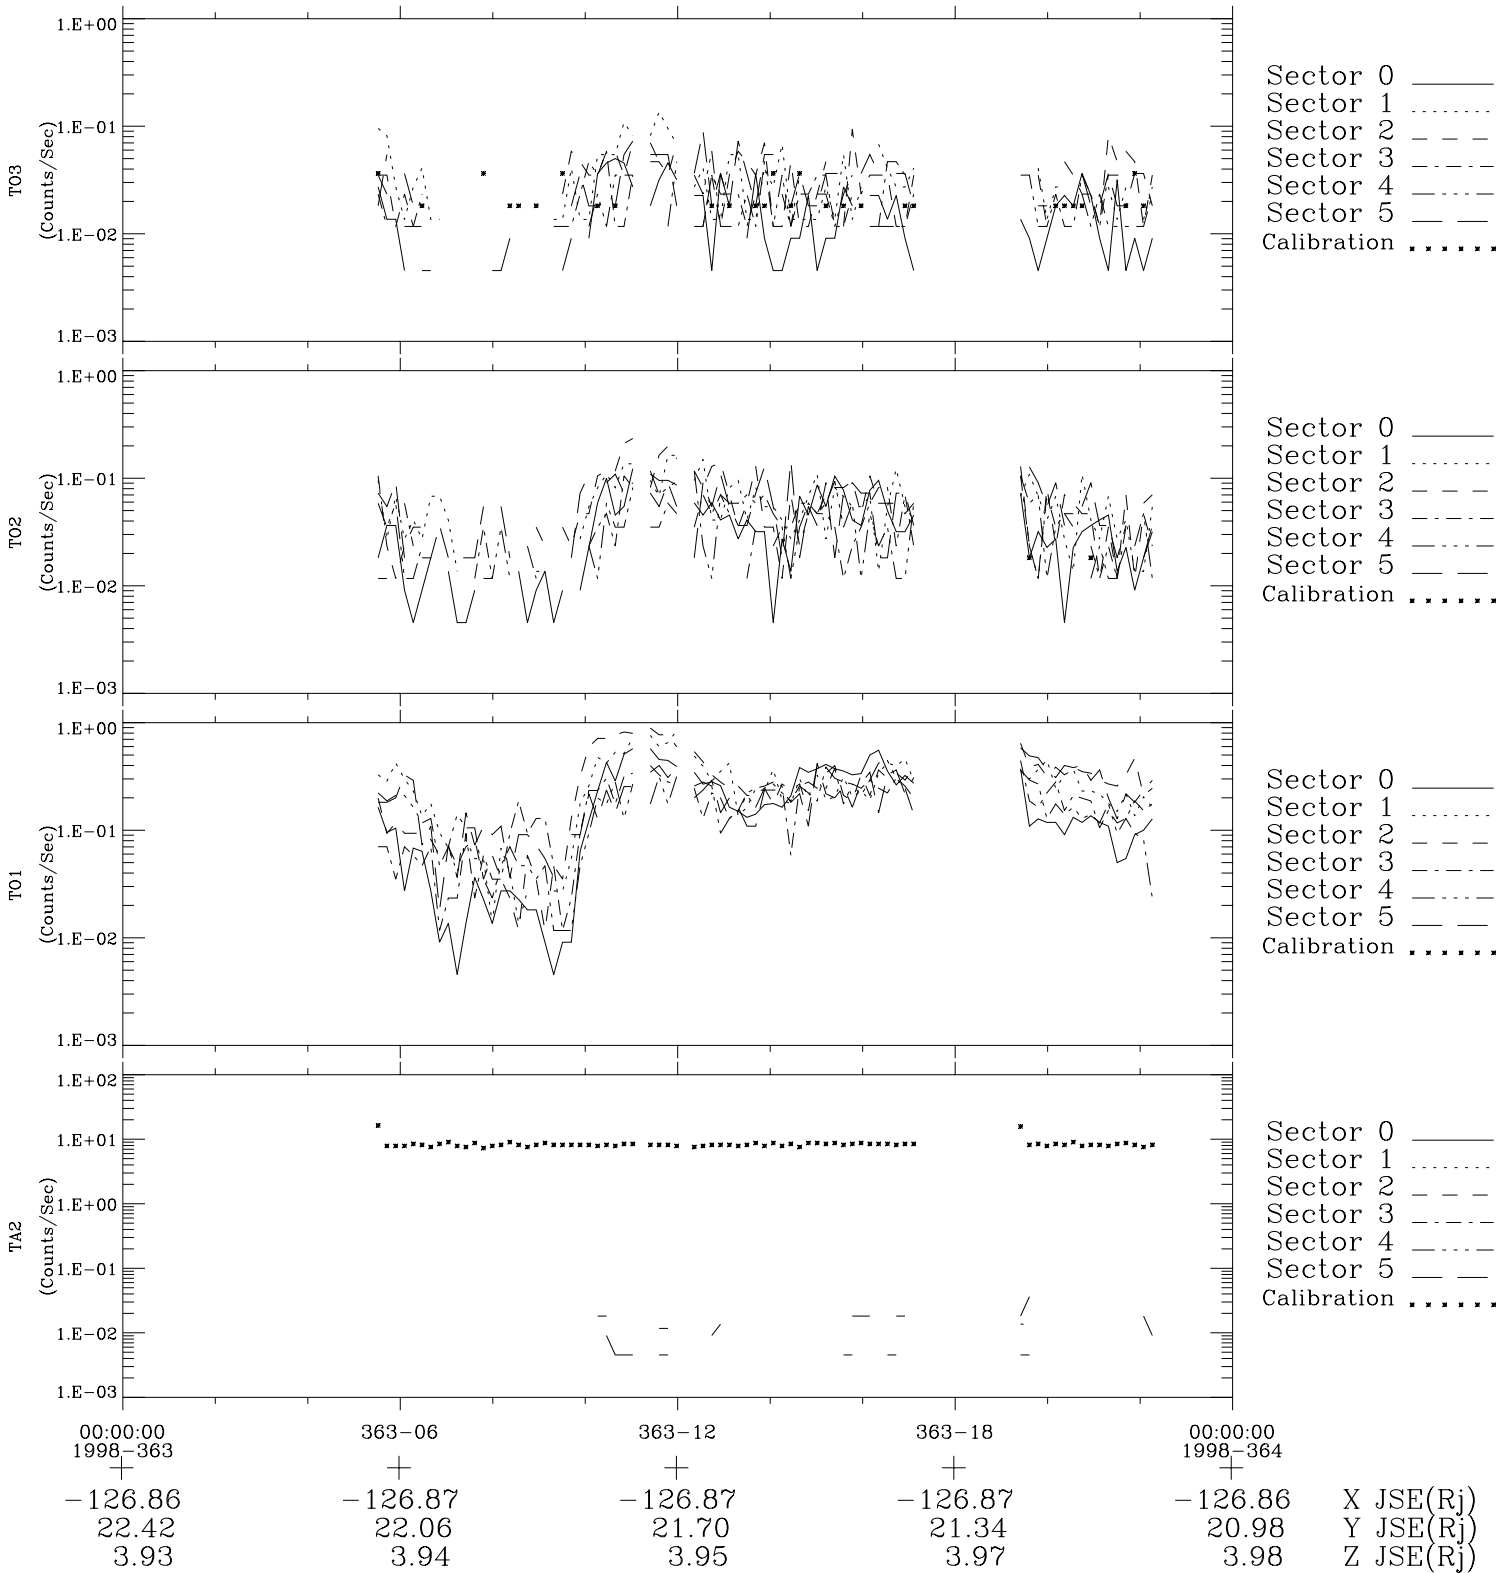 1.E+00
1.E-01
1.E-02
1.E-03
TO3
(Counts/Sec)
Sector 0
Sector 1
Sector 2
Sector 3
Sector 4
Sector 5
Calibration
1.E+00
1.E-01
1.E-02
1.E-03
TO2
(Counts/Sec)
Sector 0
Sector 1
Sector 2
Sector 3
Sector 4
Sector 5
Calibration
1.E+00
1.E-01
1.E-02
1.E-03
TO1
(Counts/Sec)
Sector 0
Sector 1
Sector 2
Sector 3
Sector 4
Sector 5
Calibration
1.E+02
1.E+01
1.E+00
1.E-01
1.E-02
1.E-03
TA2
(Counts/Sec)
Sector 0
Sector 1
Sector 2
Sector 3
Sector 4
Sector 5
Calibration
00:00:00 363-06 363-12 363-18 00:00:00
1998-363 1998-364
-126.86 -126.87 -126.87 -126.87 -126.86 X JSE(Rj)
22.42 22.06 21.70 21.34 20.98 Y JSE(Rj)
3.93 3.94 3.95 3.97 3.98 Z JSE(Rj)